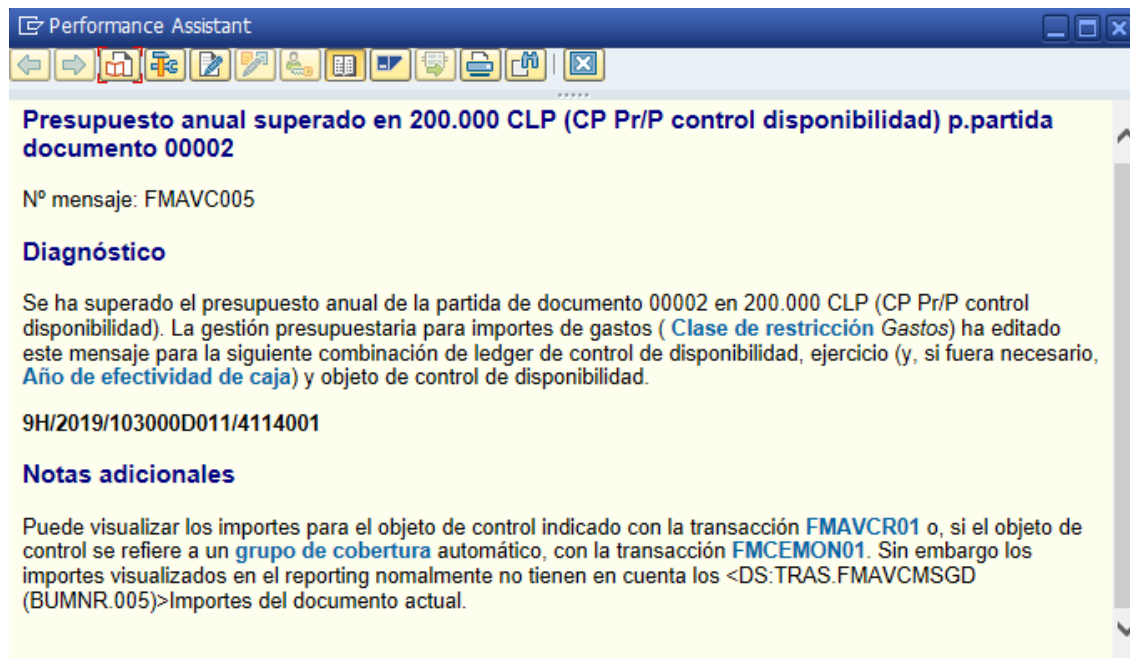 Performance Assistant
Presupuesto anual superado en 200.000 CLP (CP Pr/P control disponibilidad) p.partida
documento 00002
Nº mensaje: FMAVC005
Diagnóstico
Se ha superado el presupuesto anual de la partida de documento 00002 en 200.000 CLP (CP Pr/P control
disponibilidad). La gestión presupuestaria para importes de gastos ( Clase de restricción Gastos) ha editado
este mensaje para la siguiente combinación de ledger de control de disponibilidad, ejercicio (y, si fuera necesario,
Año de efectividad de caja) y objeto de control de disponibilidad.
9H/2019/103000D011/4114001
Notas adicionales
Puede visualizar los importes para el objeto de control indicado con la transacción FMAVCR01 o, si el objeto de
control se refiere a un grupo de cobertura automático, con la transacción FMCEMON01. Sin embargo los
importes visualizados en el reporting nomalmente no tienen en cuenta los <DS:TRAS.FMAVCMSGD
(BUMNR.005)>Importes del documento actual.